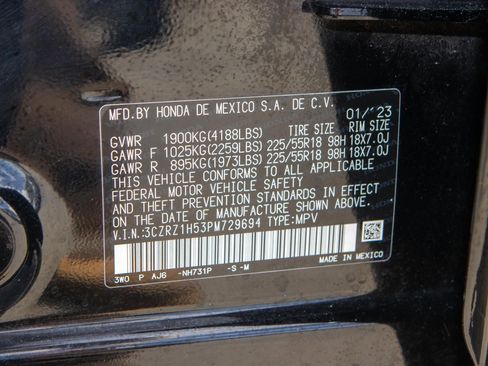 MFD.BY HONDA DE MEXICO S.A. DE C.V. 01/'23
GVWR 1900KG(4188LBS) TIRE SIZE RIM SIZE
GAWR F 1025KG(2259LBS) 225/55R18 98H 18X7.0J
GAWR R 895KG(1973LBS) 225/55R18 98H 18X7.0J
THIS VEHICLE CONFORMS TO ALL APPLICABLE
FEDERAL MOTOR VEHICLE SAFETY
AND THEFT PREVENTION STANDARDS IN EFFECT
ON THE DATE OF MANUFACTURE SHOWN ABOVE.
V.I.N.:3CZRZ1H53PM729694 TYPE:MPV
3W0 P AJ6 -NH731P -S -M MADE IN MEXICO